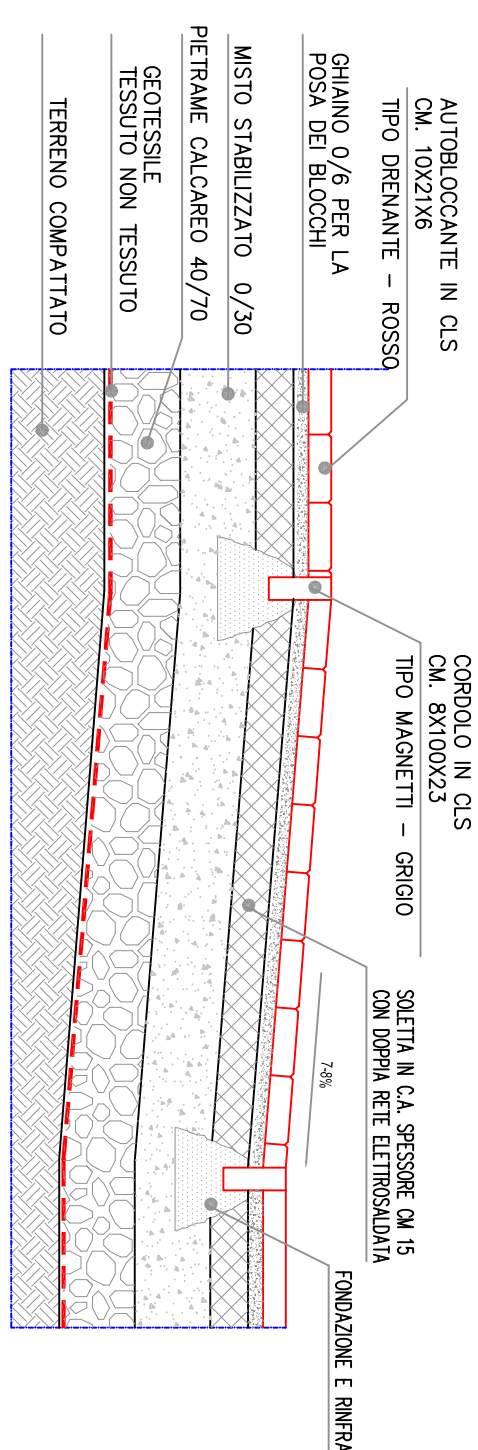 AUTOBLOCCANTE IN CLS
CM. 10X21X6
TIPO DRENANTE - ROSSO
GHIAINO 0/6 PER LA
POSA DEI BLOCCHI
MISTO STABILIZZATO 0/30
PIETRAME CALCAREO 40/70
GEOTESSILE
TESSUTO NON TESSUTO
TERRENO COMPATTATO
CORDOLO IN CLS
CM. 8X100X23
TIPO MAGNETTI - GRIGIO
SOLETTA IN C.A. SPESSORE CM 15
CON DOPPIA RETE ELETTROSALDATA
7-8%
FONDAZIONE E RINFRA